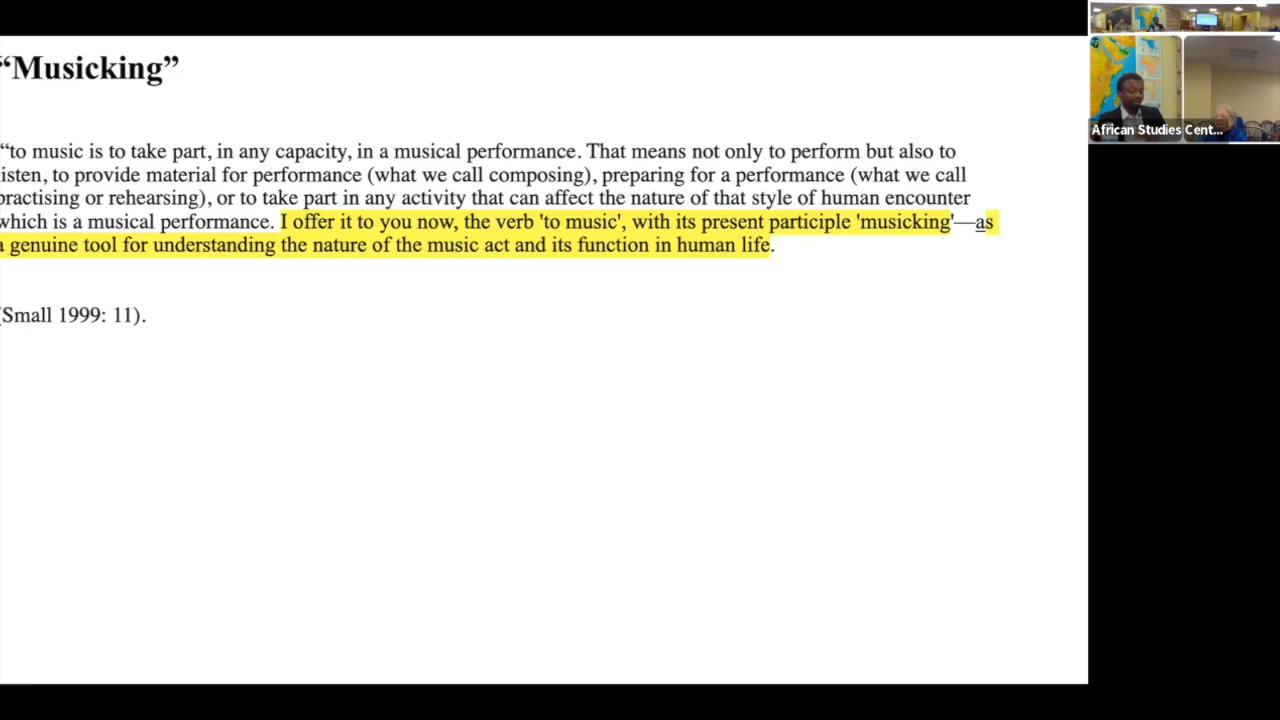 “Musicking”
“to music is to take part, in any capacity, in a musical performance. That means not only to perform but also to
listen, to provide material for performance (what we call composing), preparing for a performance (what we call
practising or rehearsing), or to take part in any activity that can affect the nature of that style of human encounter
which is a musical performance. I offer it to you now, the verb 'to music', with its present participle 'musicking'—as
a genuine tool for understanding the nature of the music act and its function in human life.
(Small 1999: 11).
African Studies Cent...